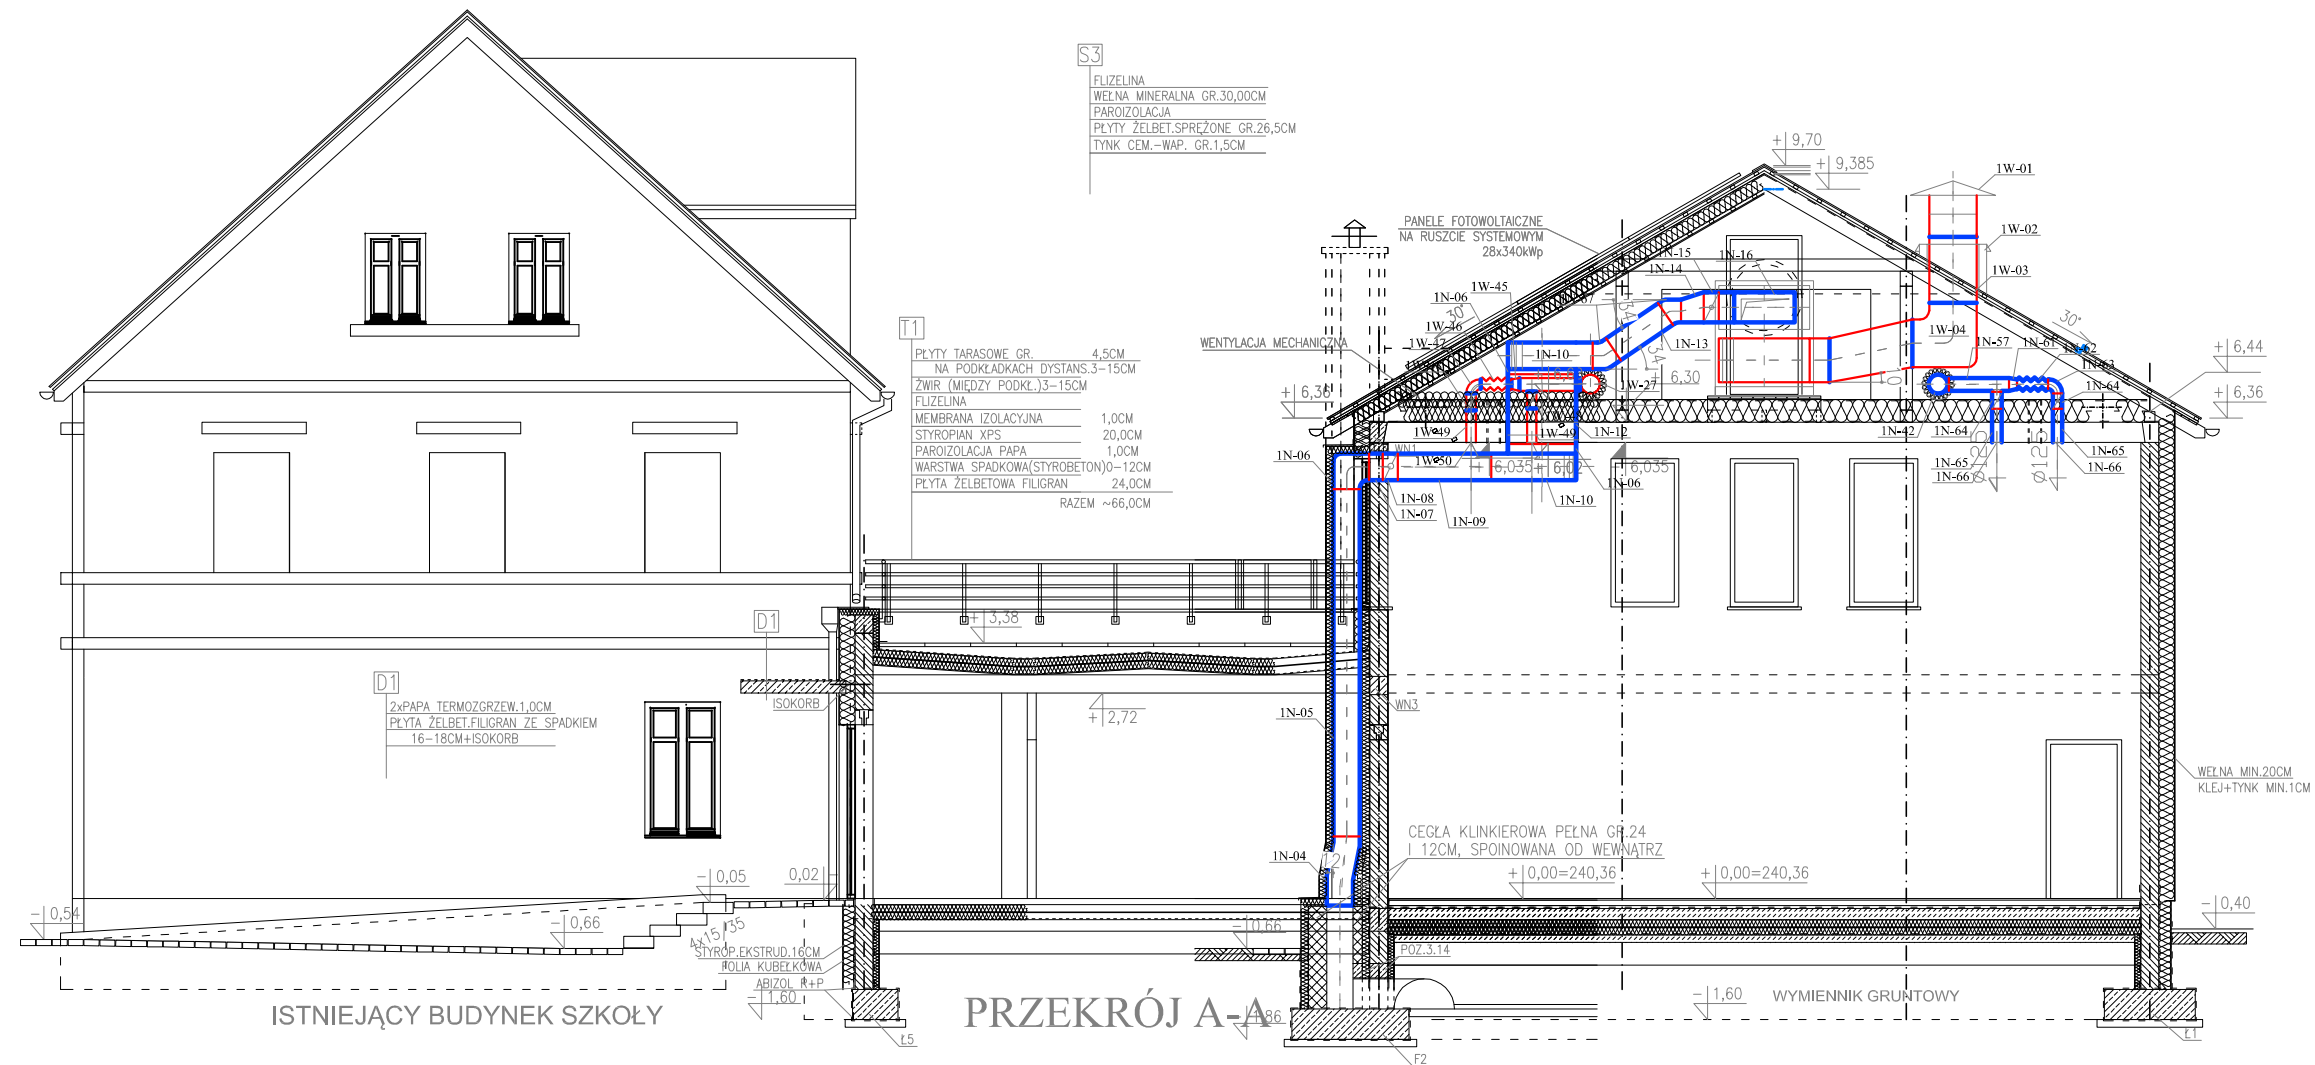 S3
FLIZELINA
WEŁNA MINERALNA GR.30,00CM
PAROIZOLACJA
PŁYTY ŻELBET.SPRĘŻONE GR.26,5CM
TYNK CEM.-WAP. GR.1,5CM
+ 9,70
+ 9,385
1W-01
1W-02
1W-03
PANELE FOTOWOLTAICZNE
NA RUSZCIE SYSTEMOWYM
28x340kWp
1N-15
1N-16
1N-14
1W-45
1N-06
30°
1W-46
1W-47
WENTYLACJA MECHANICZNA
1N-10
1N-13
1W-04
1N-57
1N-61
30°
1N-63
1N-64
+ 6,44
+ 6,36
+ 6,36
1W-27
6,30
T1
PŁYTY TARASOWE GR. 4,5CM
NA PODKŁADKACH DYSTANS.3-15CM
ŻWIR (MIĘDZY PODKŁ.)3-15CM
FLIZELINA
MEMBRANA IZOLACYJNA 1,0CM
STYROPIAN XPS 20,0CM
PAROIZOLACJA PAPA 1,0CM
WARSTWA SPADKOWA(STYROBETON)0-12CM
PŁYTA ŻELBETOWA FILIGRAN 24,0CM
RAZEM ~66,0CM
1W-49
1W-49
1N-12
1N-42
1N-64
WN1
1N-06
1W-50
+ 6,035
+ 6,02
6,035
1N-65
1N-66
Ø125
Ø125
1N-65
1N-66
1N-08
1N-07
1N-09
1N-10
1N-06
+ 3,38
D1
D1
2xPAPA TERMOZGRZEW.1,0CM
PŁYTA ŻELBET.FILIGRAN ZE SPADKIEM
16-18CM+ISOKORB
ISOKORB
+ 2,72
1N-05
WN3
WEŁNA MIN.20CM
KLEJ+TYNK MIN.1CM
CEGŁA KLINKIEROWA PEŁNA GR.24
I 12CM, SPOINOWANA OD WEWNĄTRZ
1N-04
12
+ 0,00=240,36
+ 0,00=240,36
- 0,05
0,02
- 0,54
- 0,66
4x15/35
- 0,66
- 0,40
STYROP.EKSTRUD.16CM
FOLIA KUBEŁKOWA
ABIZOL R+P
- 1,60
POZ.3.14
- 1,60
WYMIENNIK GRUNTOWY
ISTNIEJĄCY BUDYNEK SZKOŁY
PRZEKRÓJ A-A
Ł5
F2
Ł1